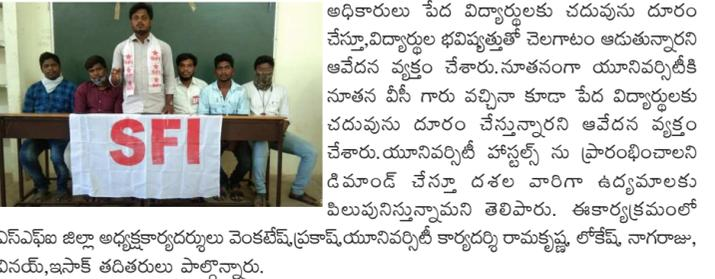 SFI
అధికారులు పేద విద్యార్థులకు చదువును దూరం
చేస్తూ,విద్యార్థుల భవిష్యత్తుతో చెలగాటం ఆడుతున్నారని
ఆవేదన వ్యక్తం చేశారు.నూతనంగా యూనివర్సిటీకి
నూతన వీసీ గారు వచ్చినా కూడా పేద విద్యార్థులకు
చదువును దూరం చేస్తున్నారని ఆవేదన వ్యక్తం
చేశారు.యూనివర్సిటీ హాస్టల్స్ ను ప్రారంభించాలని
డిమాండ్ చేస్తూ దశల వారిగా ఉద్యమాలకు
పిలుపునిస్తున్నామని తెలిపారు. ఈకార్యక్రమంలో
ఎస్ఎఫ్ఐ జిల్లా అధ్యక్షకార్యదర్శులు వెంకటేష్,ప్రకాష్,యూనివర్సిటీ కార్యదర్శి రామకృష్ణ, లోకేష్, నాగరాజు,
వినయ్,ఇసాక్ తదితరులు పాల్గొన్నారు.